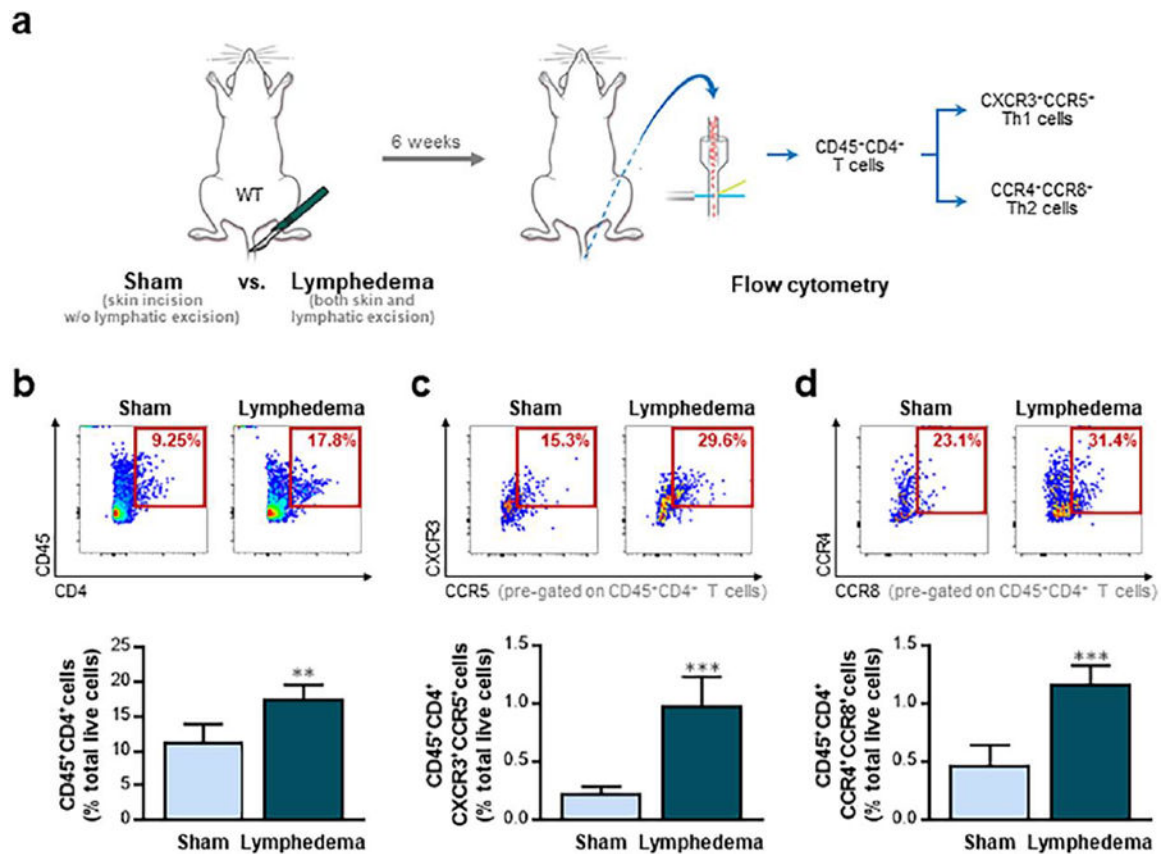 a
WT
6 weeks
Sham vs. Lymphedema
(skin incision
w/o lymphatic excision)
(both skin and
lymphatic excision)
Flow cytometry
CD45⁺CD4⁺
T cells
CXCR3⁺CCR5⁺
Th1 cells
CCR4⁺CCR8⁺
Th2 cells
b
Sham
Lymphedema
9.25%
17.8%
CD45
CD4
CD45⁺CD4⁺cells
(% total live cells)
25
20
15
10
5
0
**
Sham Lymphedema
c
Sham
Lymphedema
15.3%
29.6%
CXCR3
CCR5 (pre-gated on CD45⁺CD4⁺ T cells)
CD45⁺CD4⁺
CXCR3⁺CCR5⁺cells
(% total live cells)
1.5
1.0
0.5
0.0
***
Sham Lymphedema
d
Sham
Lymphedema
23.1%
31.4%
CCR4
CCR8 (pre-gated on CD45⁺CD4⁺ T cells)
CD45⁺CD4⁺
CCR4⁺CCR8⁺cells
(% total live cells)
1.5
1.0
0.5
0.0
***
Sham Lymphedema